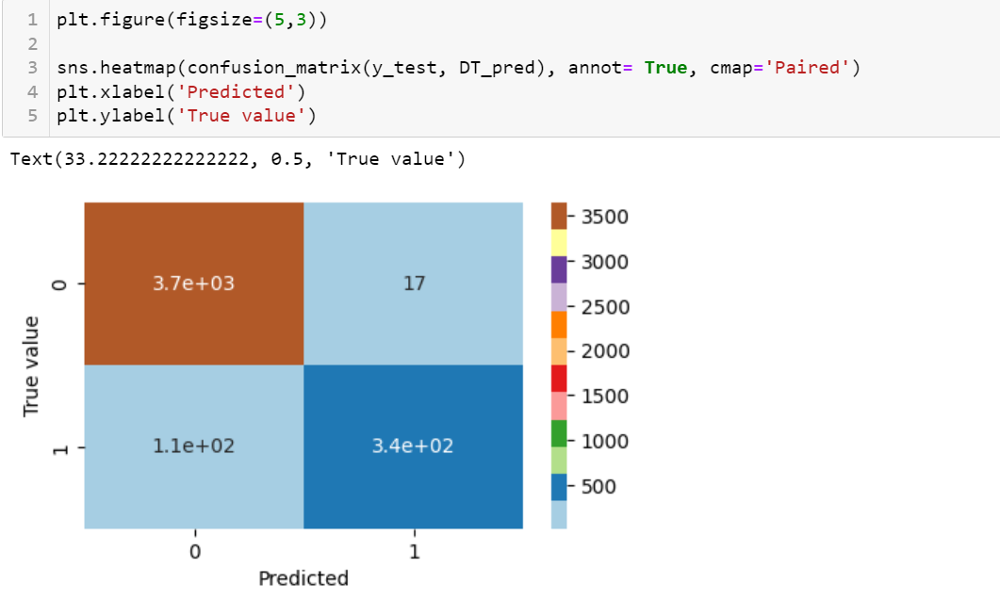 1 plt.figure(figsize=(5,3))
2
3 sns.heatmap(confusion_matrix(y_test, DT_pred), annot= True, cmap='Paired')
4 plt.xlabel('Predicted')
5 plt.ylabel('True value')
Text(33.22222222222222, 0.5, 'True value')
3500
3000
2500
2000
1500
1000
500
True value
0
3.7e+03
17
1
1.1e+02
3.4e+02
0
1
Predicted